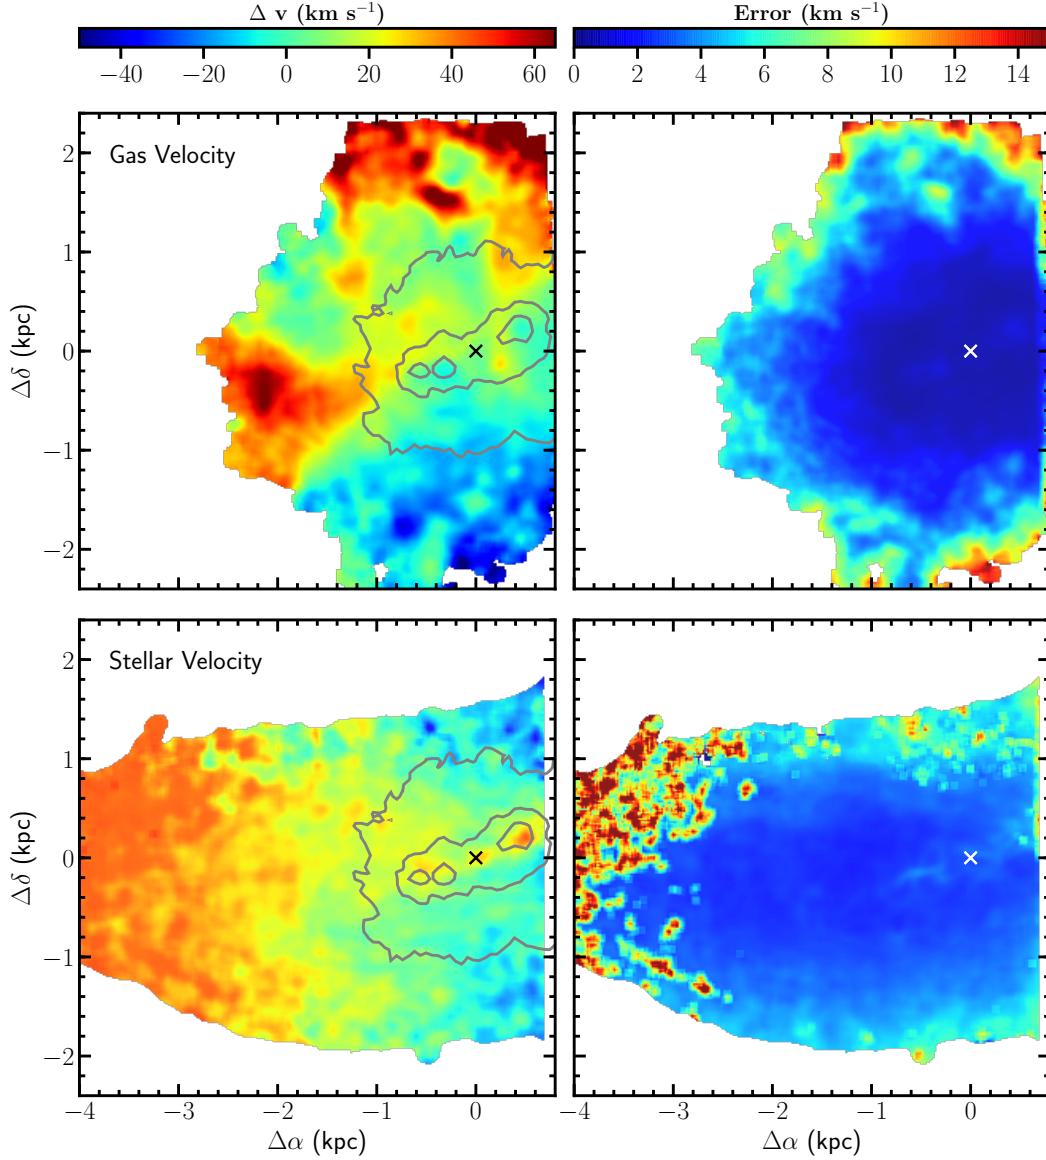 Δ v (km s⁻¹) Error (km s⁻¹)
−40 −20 0 20 40 60 0 2 4 6 8 10 12 14
Gas Velocity
2
1
0
−1
−2
Δδ (kpc)
Stellar Velocity
2
1
0
−1
−2
Δδ (kpc)
−4 −3 −2 −1 0 −4 −3 −2 −1 0
Δα (kpc) Δα (kpc)